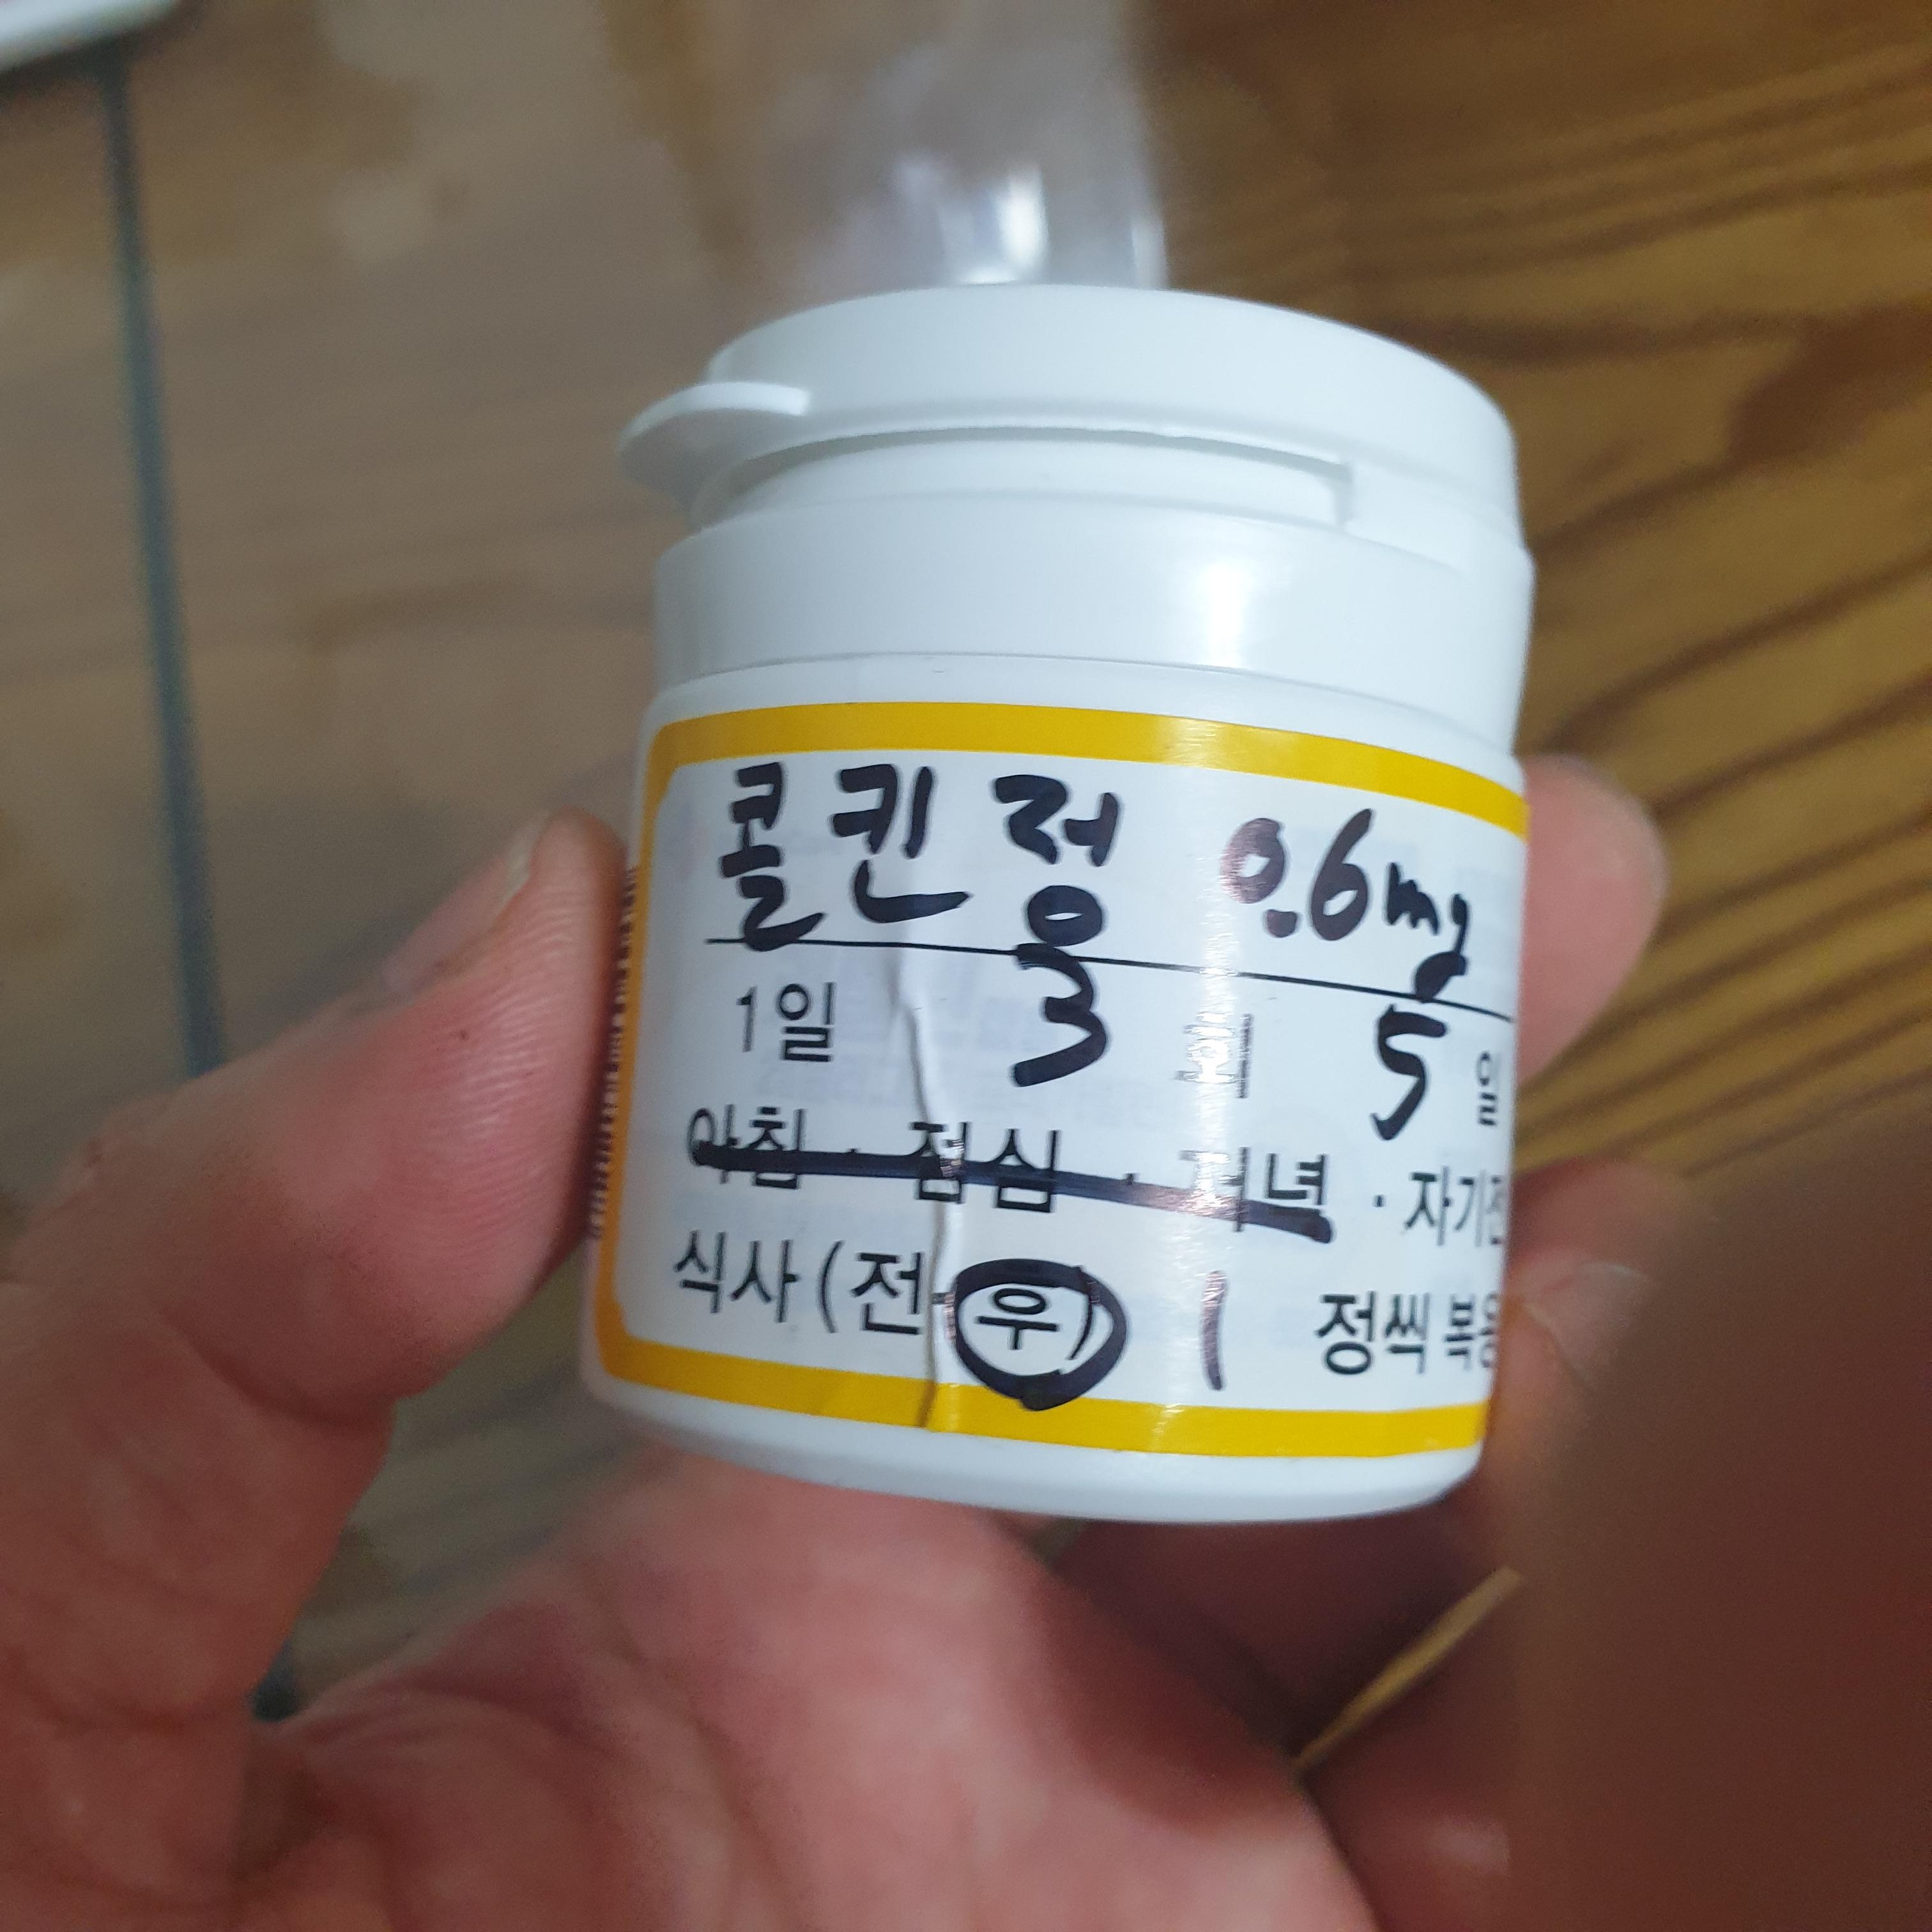 콜킨정 0.6mg
1일 3 회 5 일
아침 · 점심 · 저녁 · 자기전
식사 (전 우) 1 정씩 복용